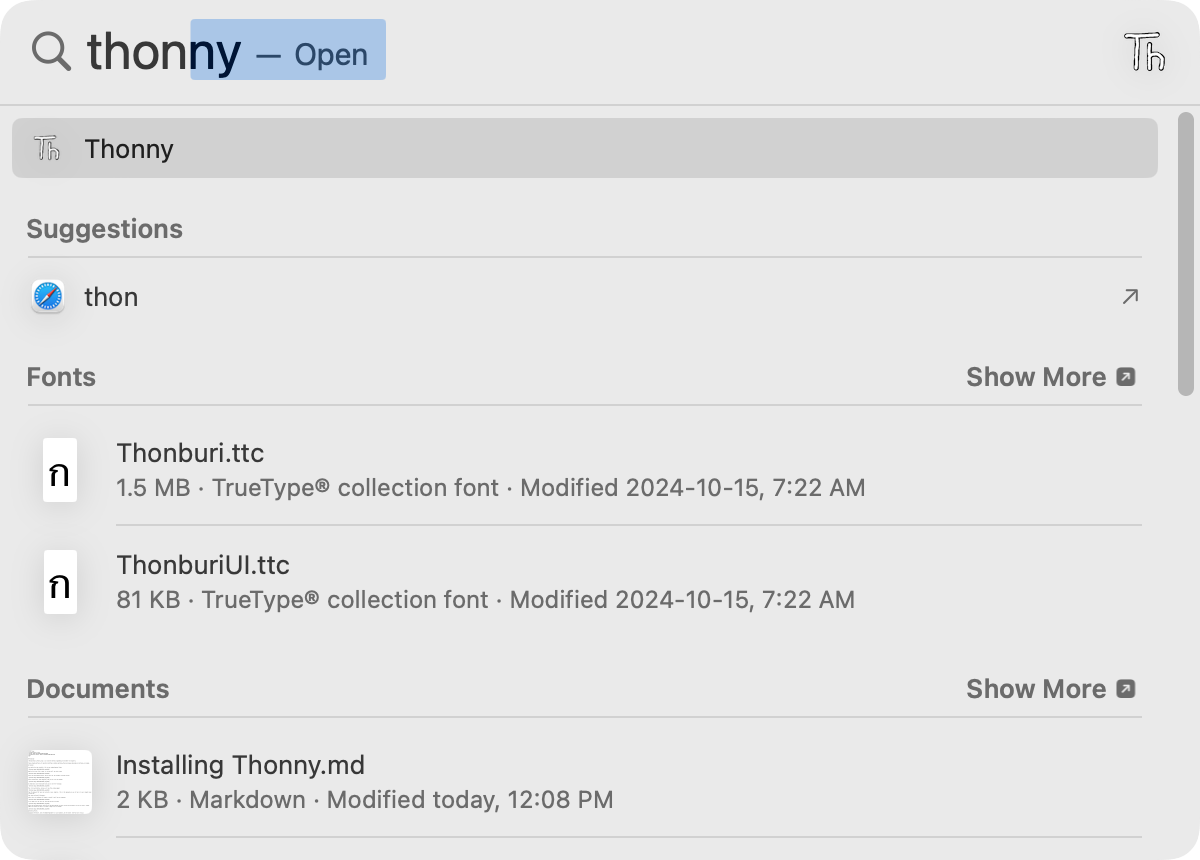 thonny — Open
Th
Th Thonny
Suggestions
thon
Fonts
Show More
ก
Thonburi.ttc
1.5 MB · TrueType® collection font · Modified 2024-10-15, 7:22 AM
ก
ThonburiUI.ttc
81 KB · TrueType® collection font · Modified 2024-10-15, 7:22 AM
Documents
Show More
Installing Thonny.md
2 KB · Markdown · Modified today, 12:08 PM